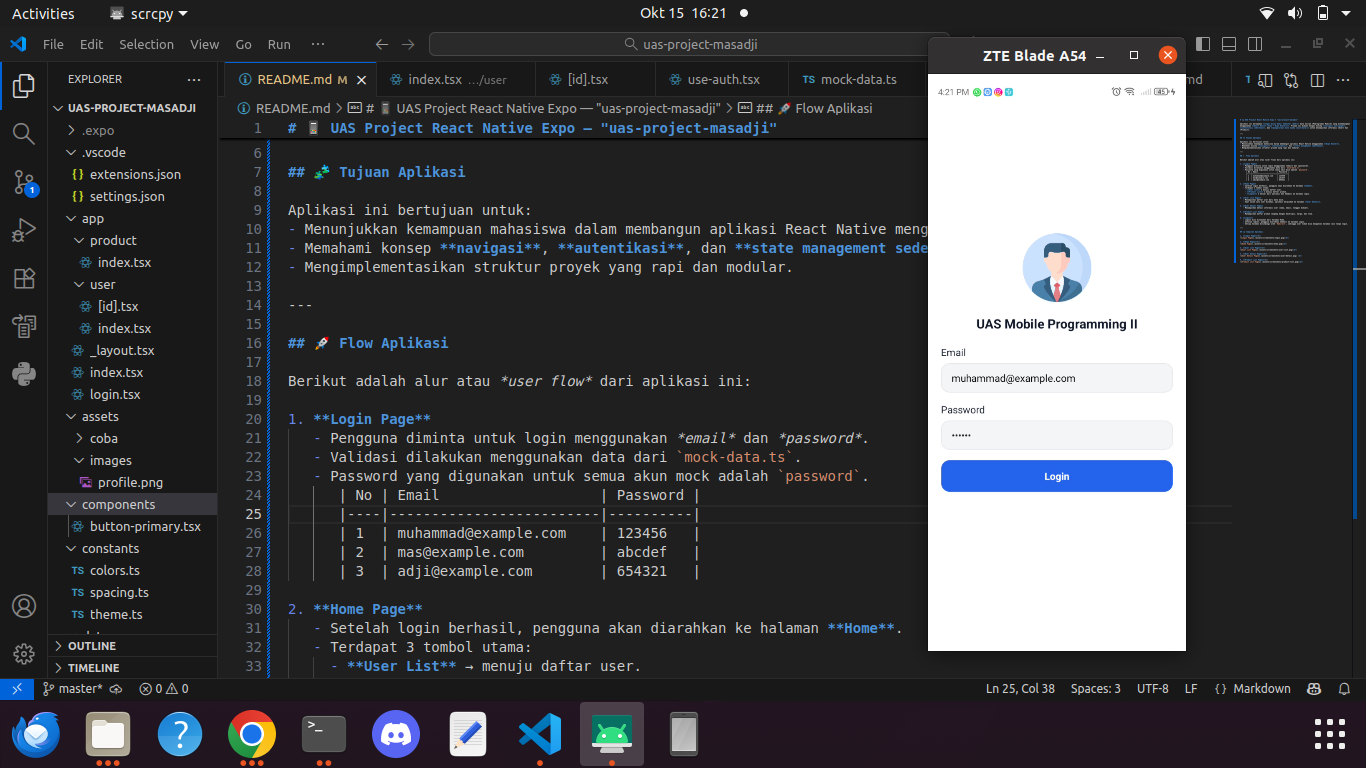 Activities
scrcpy
Okt 15 16:21
File Edit Selection View Go Run ···
uas-project-masadji
EXPLORER
UAS-PROJECT-MASADJI
.expo
.vscode
{} extensions.json
{} settings.json
app
product
index.tsx
user
[id].tsx
index.tsx
_layout.tsx
index.tsx
login.tsx
assets
coba
images
profile.png
components
button-primary.tsx
constants
TS colors.ts
TS spacing.ts
TS theme.ts
OUTLINE
TIMELINE
1
README.md M
index.tsx .../user
[id].tsx
use-auth.tsx
TS mock-data.ts
md
README.md > # UAS Project React Native Expo — "uas-project-masadji" > ## 🚀 Flow Aplikasi
1 # 📱 UAS Project React Native Expo — "uas-project-masadji"
6
7 ## 🧩 Tujuan Aplikasi
8
9 Aplikasi ini bertujuan untuk:
10 - Menunjukkan kemampuan mahasiswa dalam membangun aplikasi React Native meng
11 - Memahami konsep **navigasi**, **autentikasi**, dan **state management sede
12 - Mengimplementasikan struktur proyek yang rapi dan modular.
13
14 ---
15
16 ## 🚀 Flow Aplikasi
17
18 Berikut adalah alur atau *user flow* dari aplikasi ini:
19
20 1. **Login Page**
21 - Pengguna diminta untuk login menggunakan *email* dan *password*.
22 - Validasi dilakukan menggunakan data dari `mock-data.ts`.
23 - Password yang digunakan untuk semua akun mock adalah `password`.
24 | No | Email | Password |
25 |----|-------------------------|----------|
26 | 1 | muhammad@example.com | 123456 |
27 | 2 | mas@example.com | abcdef |
28 | 3 | adji@example.com | 654321 |
29
30 2. **Home Page**
31 - Setelah login berhasil, pengguna akan diarahkan ke halaman **Home**.
32 - Terdapat 3 tombol utama:
33 - **User List** → menuju daftar user.
ZTE Blade A54
4:21 PM
85
UAS Mobile Programming II
Email
muhammad@example.com
Password
••••••
Login
master*
0 0
Ln 25, Col 38
Spaces: 3
UTF-8
LF
{} Markdown